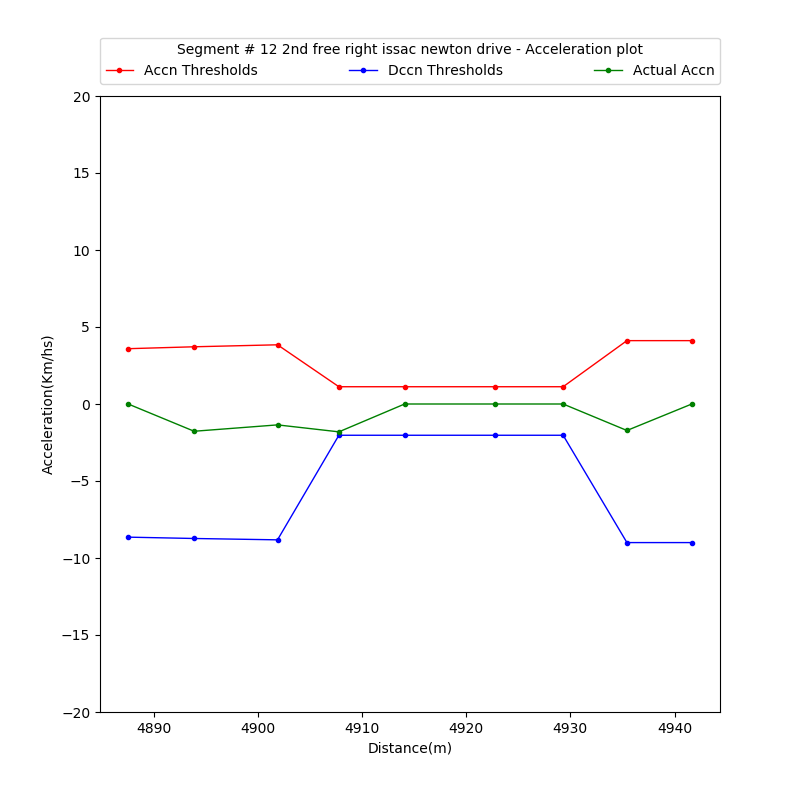 Segment # 12 2nd free right issac newton drive - Acceleration plot
Accn Thresholds Dccn Thresholds Actual Accn
20
15
10
5
0
−5
−10
−15
−20
Acceleration(Km/hs)
4890 4900 4910 4920 4930 4940
Distance(m)